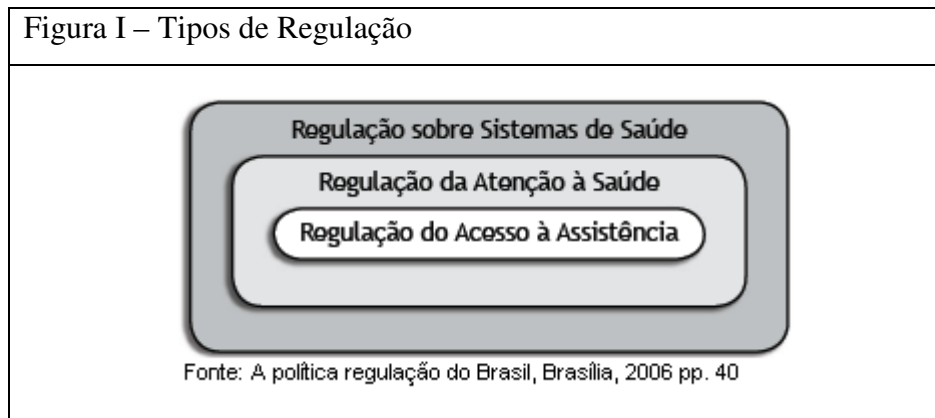 Figura I – Tipos de Regulação
Regulação sobre Sistemas de Saúde
Regulação da Atenção à Saúde
Regulação do Acesso à Assistência
Fonte: A política regulação do Brasil, Brasília, 2006 pp. 40